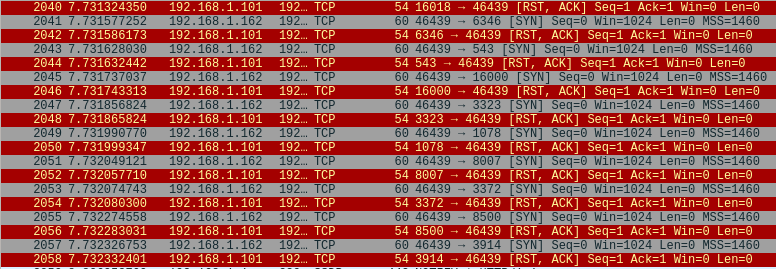 2040 7.731324350 192.168.1.101 192… TCP 54 16018 → 46439 [RST, ACK] Seq=1 Ack=1 Win=0 Len=0
2041 7.731577252 192.168.1.162 192… TCP 60 46439 → 6346 [SYN] Seq=0 Win=1024 Len=0 MSS=1460
2042 7.731586173 192.168.1.101 192… TCP 54 6346 → 46439 [RST, ACK] Seq=1 Ack=1 Win=0 Len=0
2043 7.731628030 192.168.1.162 192… TCP 60 46439 → 543 [SYN] Seq=0 Win=1024 Len=0 MSS=1460
2044 7.731632442 192.168.1.101 192… TCP 54 543 → 46439 [RST, ACK] Seq=1 Ack=1 Win=0 Len=0
2045 7.731737037 192.168.1.162 192… TCP 60 46439 → 16000 [SYN] Seq=0 Win=1024 Len=0 MSS=1460
2046 7.731743313 192.168.1.101 192… TCP 54 16000 → 46439 [RST, ACK] Seq=1 Ack=1 Win=0 Len=0
2047 7.731856824 192.168.1.162 192… TCP 60 46439 → 3323 [SYN] Seq=0 Win=1024 Len=0 MSS=1460
2048 7.731865824 192.168.1.101 192… TCP 54 3323 → 46439 [RST, ACK] Seq=1 Ack=1 Win=0 Len=0
2049 7.731990770 192.168.1.162 192… TCP 60 46439 → 1078 [SYN] Seq=0 Win=1024 Len=0 MSS=1460
2050 7.731999347 192.168.1.101 192… TCP 54 1078 → 46439 [RST, ACK] Seq=1 Ack=1 Win=0 Len=0
2051 7.732049121 192.168.1.162 192… TCP 60 46439 → 8007 [SYN] Seq=0 Win=1024 Len=0 MSS=1460
2052 7.732057710 192.168.1.101 192… TCP 54 8007 → 46439 [RST, ACK] Seq=1 Ack=1 Win=0 Len=0
2053 7.732074743 192.168.1.162 192… TCP 60 46439 → 3372 [SYN] Seq=0 Win=1024 Len=0 MSS=1460
2054 7.732080300 192.168.1.101 192… TCP 54 3372 → 46439 [RST, ACK] Seq=1 Ack=1 Win=0 Len=0
2055 7.732274558 192.168.1.162 192… TCP 60 46439 → 8500 [SYN] Seq=0 Win=1024 Len=0 MSS=1460
2056 7.732283031 192.168.1.101 192… TCP 54 8500 → 46439 [RST, ACK] Seq=1 Ack=1 Win=0 Len=0
2057 7.732326753 192.168.1.162 192… TCP 60 46439 → 3914 [SYN] Seq=0 Win=1024 Len=0 MSS=1460
2058 7.732332401 192.168.1.101 192… TCP 54 3914 → 46439 [RST, ACK] Seq=1 Ack=1 Win=0 Len=0